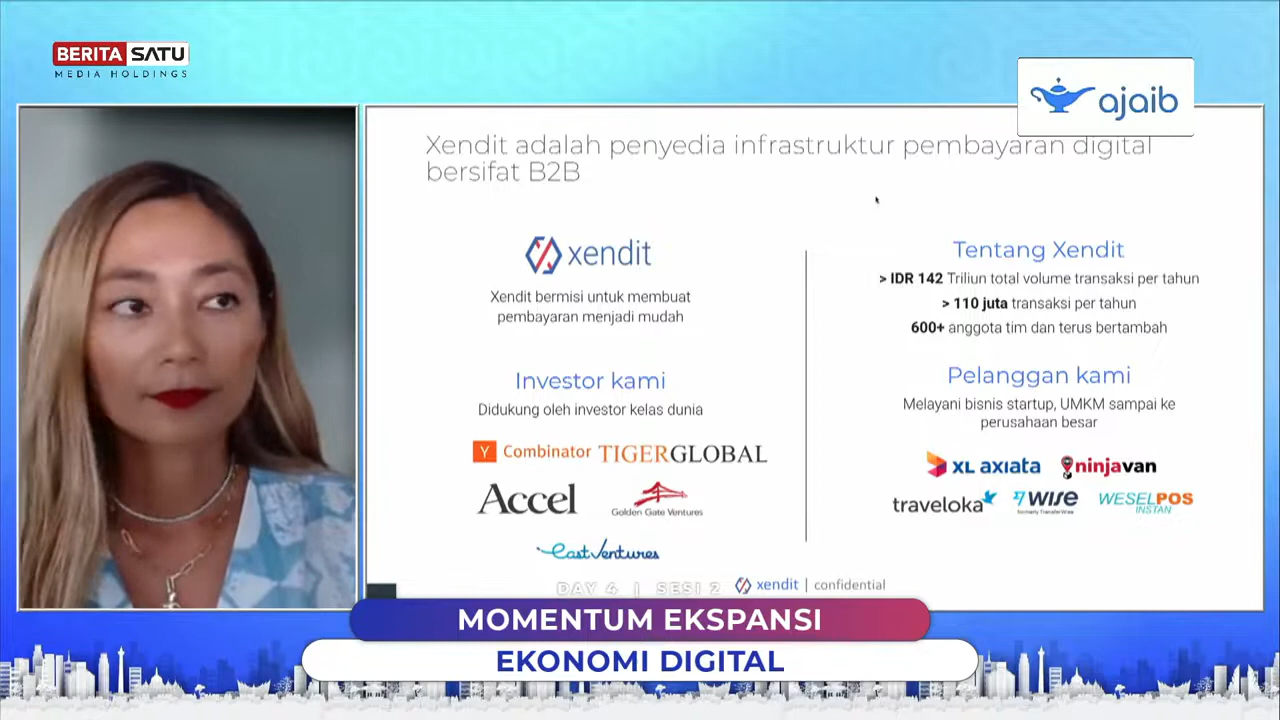 BERITA SATU
MEDIA HOLDINGS
ajaib
Xendit adalah penyedia infrastruktur pembayaran digital
bersifat B2B
xendit
Xendit bermisi untuk membuat
pembayaran menjadi mudah
Investor kami
Didukung oleh investor kelas dunia
Y Combinator
TIGERGLOBAL
Accel
Golden Gate Ventures
East Ventures
Tentang Xendit
> IDR 142 Triliun total volume transaksi per tahun
> 110 juta transaksi per tahun
600+ anggota tim dan terus bertambah
Pelanggan kami
Melayani bisnis startup, UMKM sampai ke
perusahaan besar
XL axiata
ninjavan
traveloka
WISE
formerly TransferWise
WESELPOS
INSTAN
DAY 4 | SESI 2
xendit | confidential
MOMENTUM EKSPANSI
EKONOMI DIGITAL